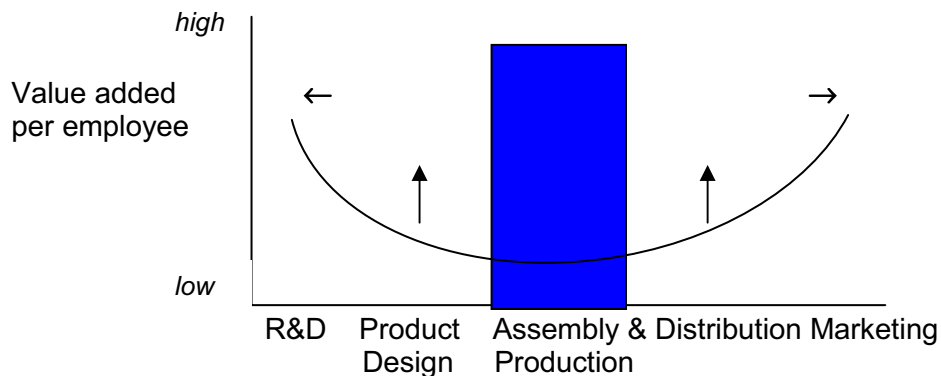 high
Value added
per employee
low
R&D Product Assembly & Distribution Marketing
Design Production